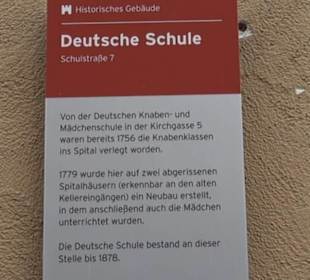 Historisches Gebäude
Deutsche Schule
Schulstraße 7
Von der Deutschen Knaben- und
Mädchenschule in der Kirchgasse 5
waren bereits 1756 die Knabenklassen
ins Spital verlegt worden.
1779 wurde hier auf zwei abgerissenen
Spitalhäusern (erkennbar an den alten
Kellereingängen) ein Neubau erstellt,
in dem anschließend auch die Mädchen
unterrichtet wurden.
Die Deutsche Schule bestand an dieser
Stelle bis 1878.